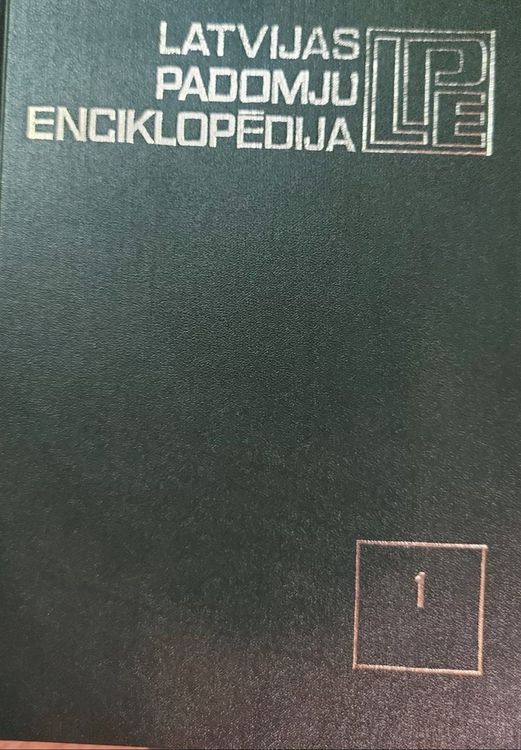 LATVIJAS
PADOMJU
ENCIKLOPĒDIJA
LPE
1